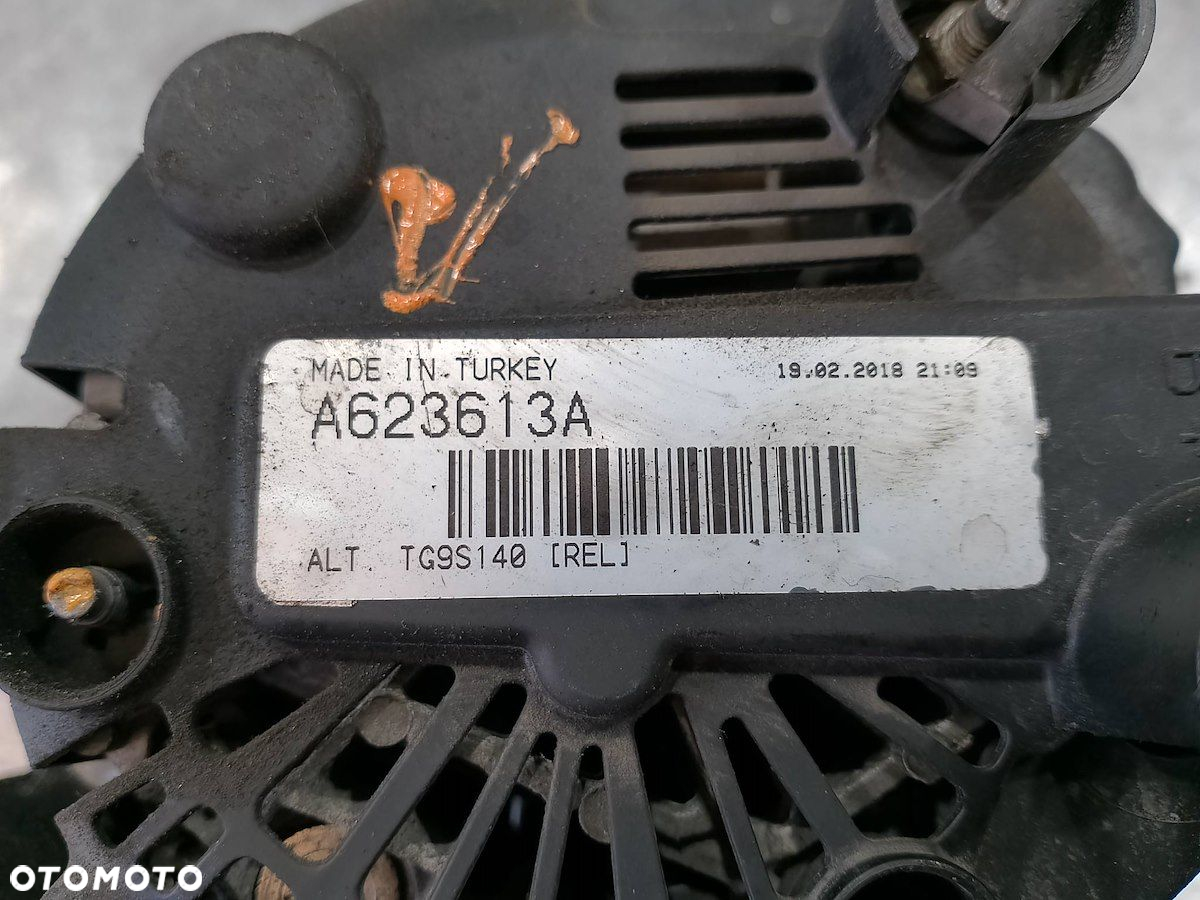 MADE IN TURKEY
19.02.2018 21:09
A623613A
ALT. TG9S140 [REL]
OTOMOTO